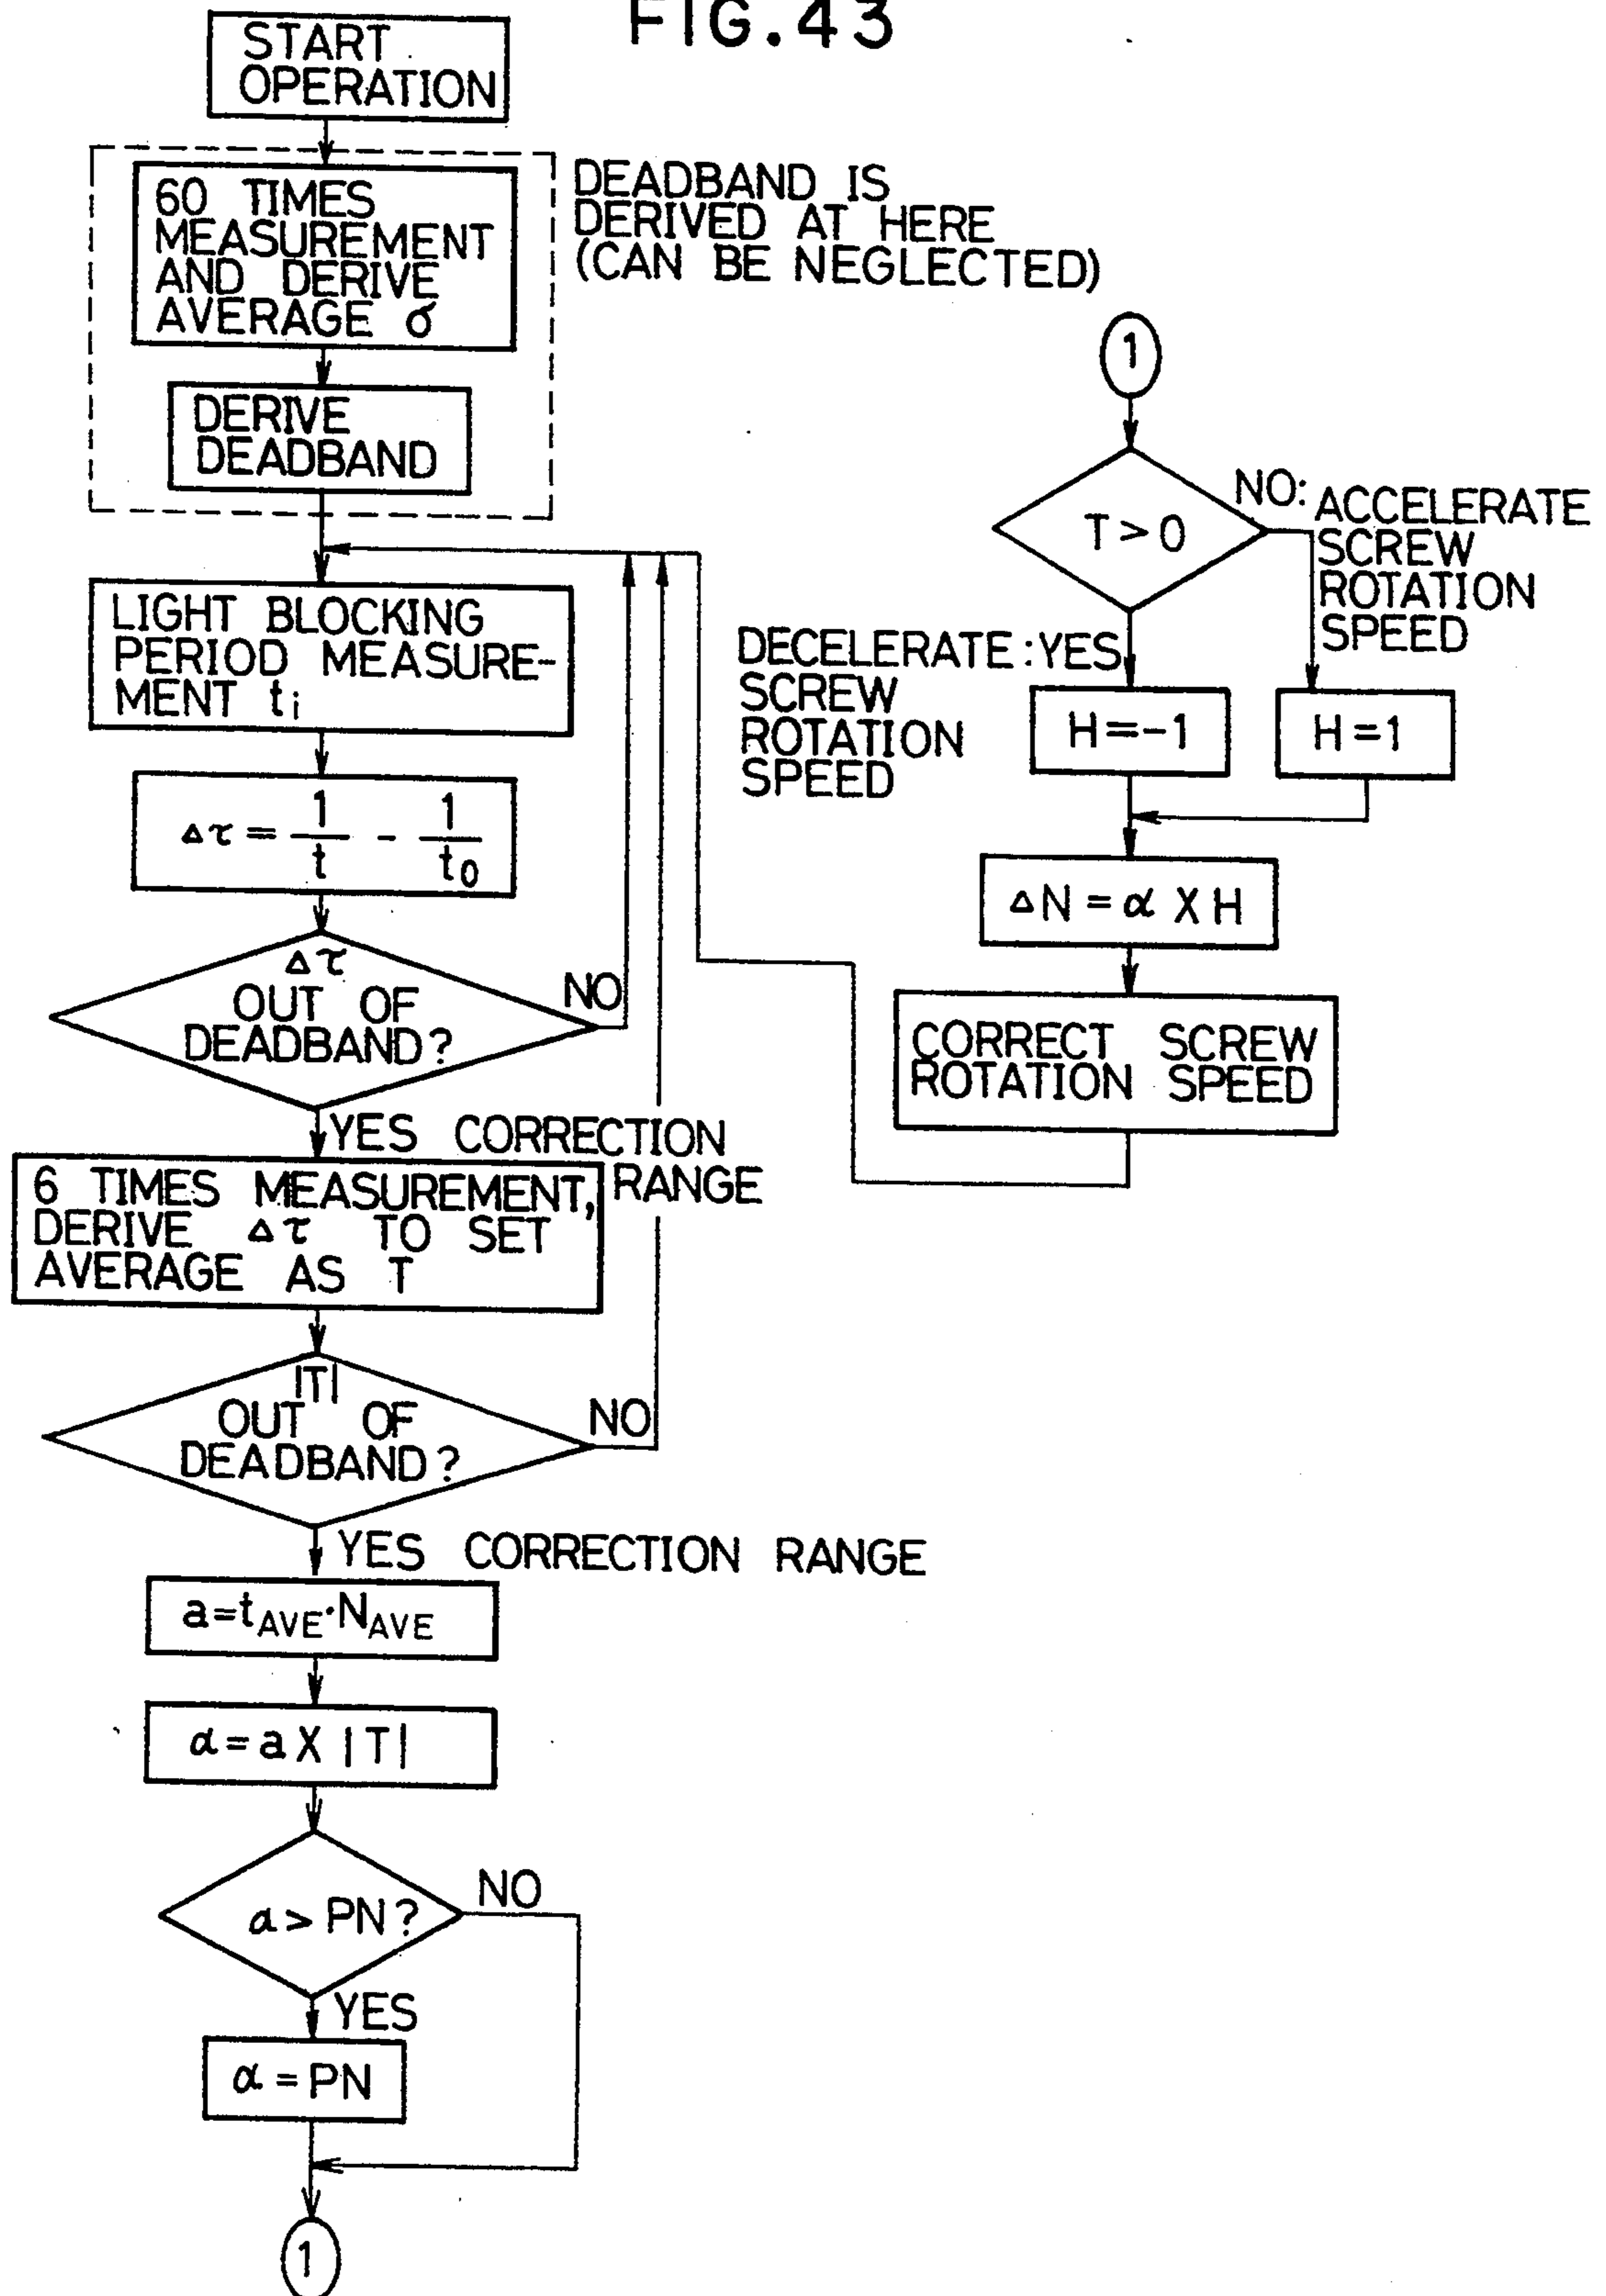 FIG.43
START
OPERATION
60 TIMES
MEASUREMENT
AND DERIVE
AVERAGE σ
DEADBAND IS
DERIVED AT HERE
(CAN BE NEGLECTED)
DERIVE
DEADBAND
LIGHT BLOCKING
PERIOD MEASURE-
MENT ti
Δτ = 1/t - 1/t0
Δτ
OUT OF
DEADBAND?
NO
YES CORRECTION
RANGE
6 TIMES MEASUREMENT,
DERIVE Δτ TO SET
AVERAGE AS T
|T|
OUT OF
DEADBAND?
NO
YES CORRECTION RANGE
a=tAVE·NAVE
α=aX|T|
α>PN?
NO
YES
α=PN
1
1
T>0
NO: ACCELERATE
SCREW
ROTATION
SPEED
DECELERATE:YES
SCREW
ROTATION
SPEED
H=-1
H=1
ΔN=αXH
CORRECT SCREW
ROTATION SPEED